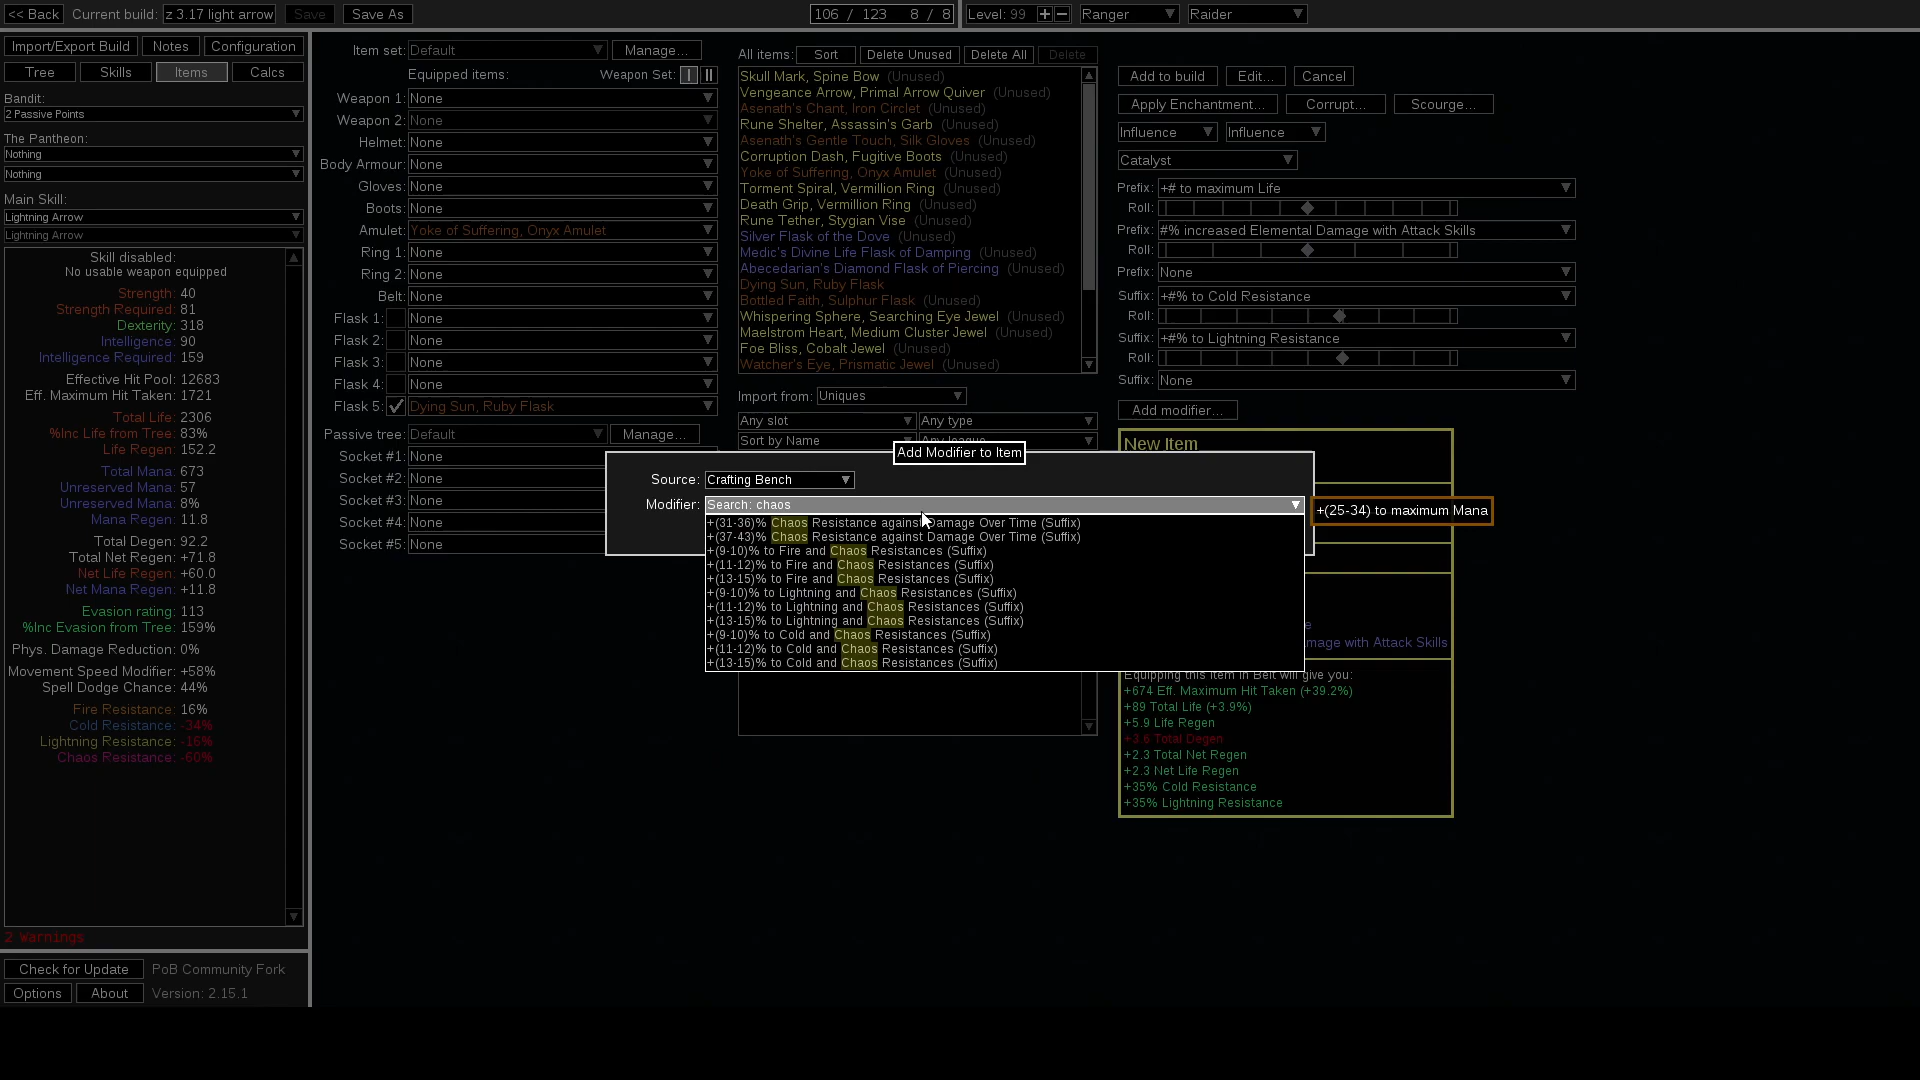 << Back
Current build: z 3.17 light arrow
Save
Save As
106 / 123 8 / 8
Level: 99 + −
Ranger
Raider
Import/Export Build
Notes
Configuration
Tree
Skills
Items
Calcs
Bandit:
2 Passive Points
The Pantheon:
Nothing
Nothing
Main Skill:
Lightning Arrow
Lightning Arrow
Skill disabled:
No usable weapon equipped
Strength: 40
Strength Required: 81
Dexterity: 318
Intelligence: 90
Intelligence Required: 159
Effective Hit Pool: 12683
Eff. Maximum Hit Taken: 1721
Total Life: 2306
%Inc Life from Tree: 83%
Life Regen: 152.2
Total Mana: 673
Unreserved Mana: 57
Unreserved Mana: 8%
Mana Regen: 11.8
Total Degen: 92.2
Total Net Regen: +71.8
Net Life Regen: +60.0
Net Mana Regen: +11.8
Evasion rating: 113
%Inc Evasion from Tree: 159%
Phys. Damage Reduction: 0%
Movement Speed Modifier: +58%
Spell Dodge Chance: 44%
Fire Resistance: 16%
Cold Resistance: -34%
Lightning Resistance: -16%
Chaos Resistance: -60%
2 Warnings
Check for Update
PoB Community Fork
Options
About
Version: 2.15.1
Item set: Default
Manage...
Equipped items:
Weapon Set: I II
Weapon 1: None
Weapon 2: None
Helmet: None
Body Armour: None
Gloves: None
Boots: None
Amulet: Yoke of Suffering, Onyx Amulet
Ring 1: None
Ring 2: None
Belt: None
Flask 1: None
Flask 2: None
Flask 3: None
Flask 4: None
Flask 5: Dying Sun, Ruby Flask
Passive tree: Default
Manage...
Socket #1: None
Socket #2: None
Socket #3: None
Socket #4: None
Socket #5: None
All items:
Sort
Delete Unused
Delete All
Delete
Skull Mark, Spine Bow (Unused)
Vengeance Arrow, Primal Arrow Quiver (Unused)
Asenath's Chant, Iron Circlet (Unused)
Rune Shelter, Assassin's Garb (Unused)
Asenath's Gentle Touch, Silk Gloves (Unused)
Corruption Dash, Fugitive Boots (Unused)
Yoke of Suffering, Onyx Amulet (Unused)
Torment Spiral, Vermillion Ring (Unused)
Death Grip, Vermillion Ring (Unused)
Rune Tether, Stygian Vise (Unused)
Silver Flask of the Dove (Unused)
Medic's Divine Life Flask of Damping (Unused)
Abecedarian's Diamond Flask of Piercing (Unused)
Dying Sun, Ruby Flask
Bottled Faith, Sulphur Flask (Unused)
Whispering Sphere, Searching Eye Jewel (Unused)
Maelstrom Heart, Medium Cluster Jewel (Unused)
Foe Bliss, Cobalt Jewel (Unused)
Watcher's Eye, Prismatic Jewel (Unused)
Import from: Uniques
Any slot
Any type
Sort by Name
Any league
Add to build
Edit...
Cancel
Apply Enchantment...
Corrupt...
Scourge...
Influence
Influence
Catalyst
Prefix: +# to maximum Life
Roll:
Prefix: #% increased Elemental Damage with Attack Skills
Roll:
Prefix: None
Suffix: +#% to Cold Resistance
Roll:
Suffix: +#% to Lightning Resistance
Roll:
Suffix: None
Add modifier...
New Item
Add Modifier to Item
Source: Crafting Bench
Modifier: Search: chaos
+(31-36)% Chaos Resistance against Damage Over Time (Suffix)
+(37-43)% Chaos Resistance against Damage Over Time (Suffix)
+(9-10)% to Fire and Chaos Resistances (Suffix)
+(11-12)% to Fire and Chaos Resistances (Suffix)
+(13-15)% to Fire and Chaos Resistances (Suffix)
+(9-10)% to Lightning and Chaos Resistances (Suffix)
+(11-12)% to Lightning and Chaos Resistances (Suffix)
+(13-15)% to Lightning and Chaos Resistances (Suffix)
+(9-10)% to Cold and Chaos Resistances (Suffix)
+(11-12)% to Cold and Chaos Resistances (Suffix)
+(13-15)% to Cold and Chaos Resistances (Suffix)
+(25-34) to maximum Mana
with Attack Skills
Equipping this item in Belt will give you:
+674 Eff. Maximum Hit Taken (+39.2%)
+89 Total Life (+3.9%)
+5.9 Life Regen
+3.6 Total Degen
+2.3 Total Net Regen
+2.3 Net Life Regen
+35% Cold Resistance
+35% Lightning Resistance